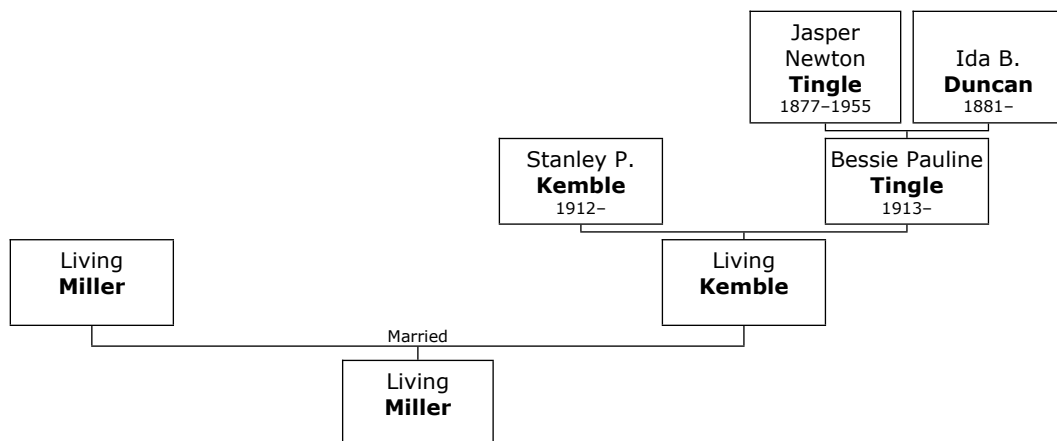 Jasper
Newton
Tingle
1877–1955
Ida B.
Duncan
1881–
Stanley P.
Kemble
1912–
Bessie Pauline
Tingle
1913–
Living
Miller
Living
Kemble
Married
Living
Miller